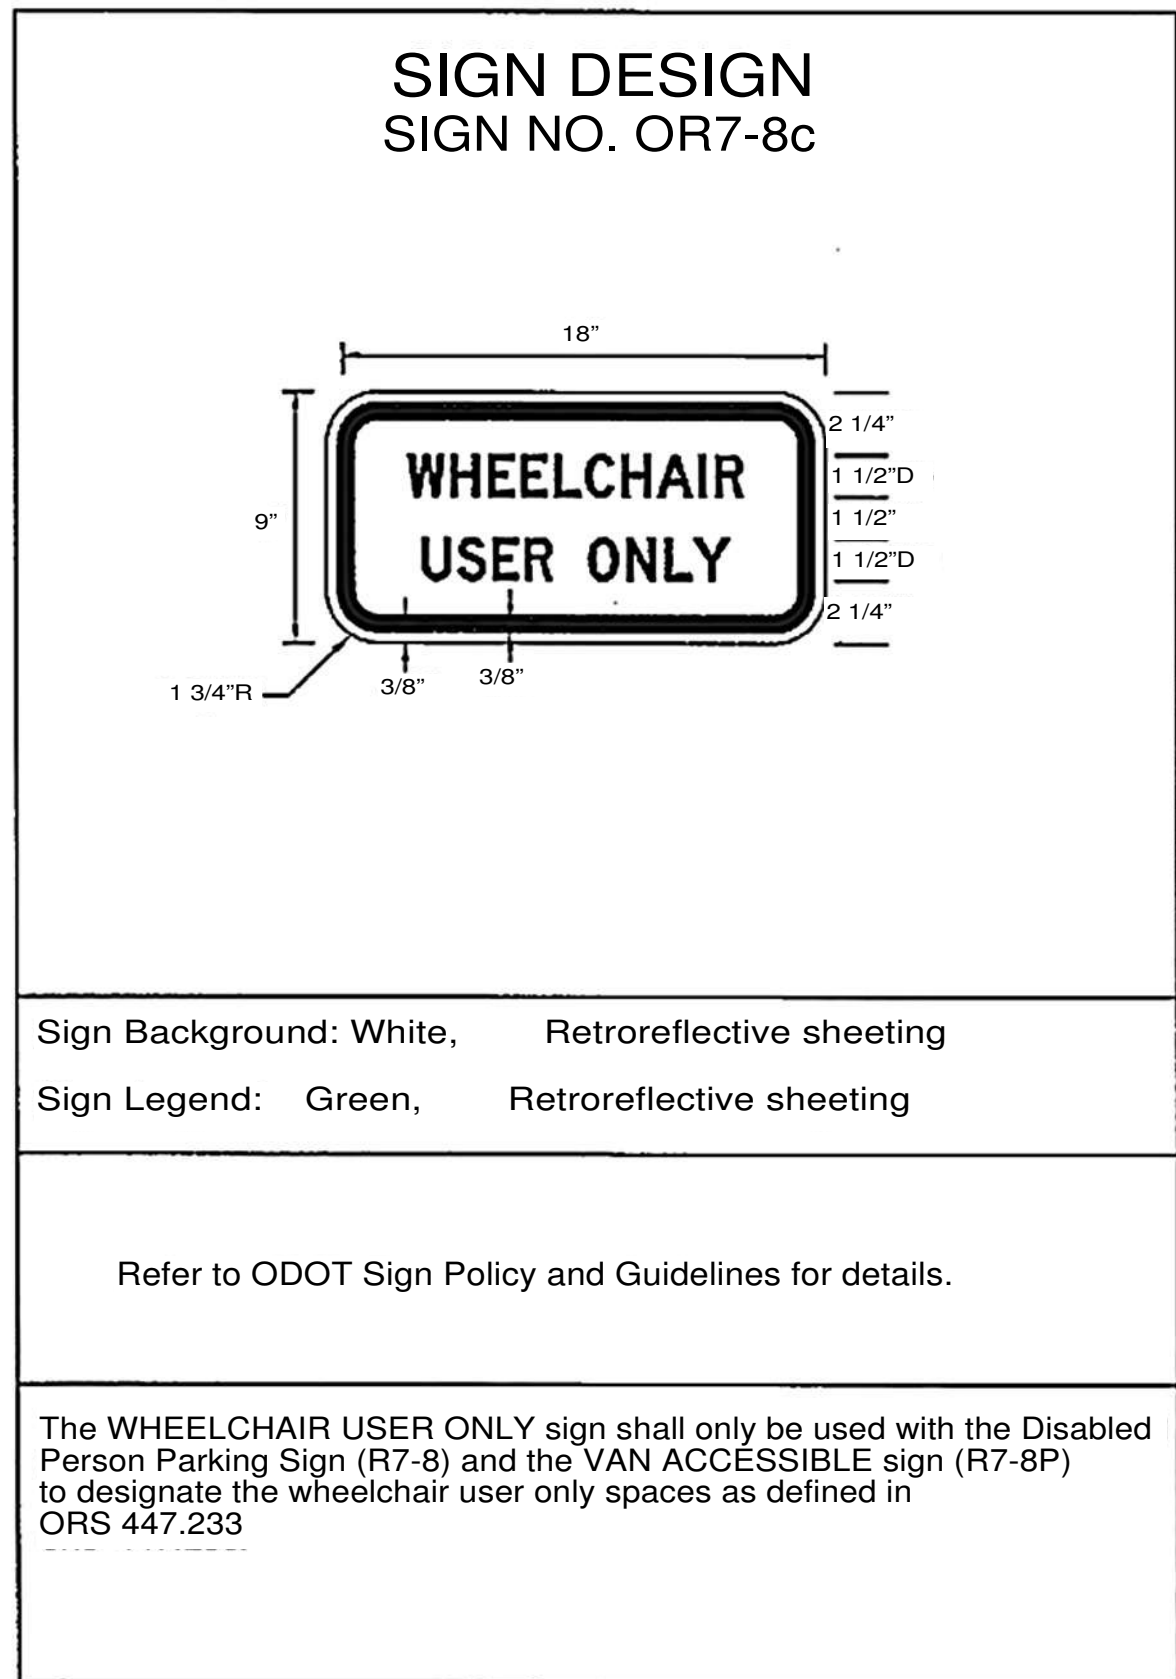 SIGN DESIGN
SIGN NO. OR7-8c
18”
2 1/4”
WHEELCHAIR
1 1/2”D
9”
1 1/2”
USER ONLY
1 1/2”D
2 1/4”
1 3/4”R
3/8”
3/8”
Sign Background: White, Retroreflective sheeting
Sign Legend: Green, Retroreflective sheeting
Refer to ODOT Sign Policy and Guidelines for details.
The WHEELCHAIR USER ONLY sign shall only be used with the Disabled
Person Parking Sign (R7-8) and the VAN ACCESSIBLE sign (R7-8P)
to designate the wheelchair user only spaces as defined in
ORS 447.233